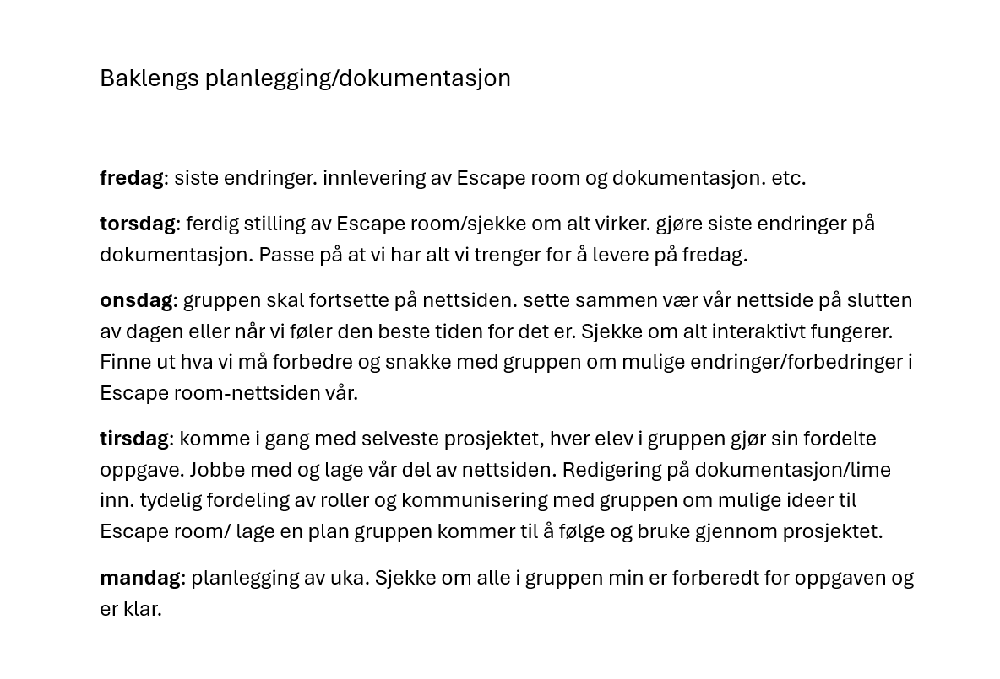 Baklengs planlegging/dokumentasjon
fredag: siste endringer. innlevering av Escape room og dokumentasjon. etc.
torsdag: ferdig stilling av Escape room/sjekke om alt virker. gjøre siste endringer på
dokumentasjon. Passe på at vi har alt vi trenger for å levere på fredag.
onsdag: gruppen skal fortsette på nettsiden. sette sammen vær vår nettside på slutten
av dagen eller når vi føler den beste tiden for det er. Sjekke om alt interaktivt fungerer.
Finne ut hva vi må forbedre og snakke med gruppen om mulige endringer/forbedringer i
Escape room-nettsiden vår.
tirsdag: komme i gang med selveste prosjektet, hver elev i gruppen gjør sin fordelte
oppgave. Jobbe med og lage vår del av nettsiden. Redigering på dokumentasjon/lime
inn. tydelig fordeling av roller og kommunisering med gruppen om mulige ideer til
Escape room/ lage en plan gruppen kommer til å følge og bruke gjennom prosjektet.
mandag: planlegging av uka. Sjekke om alle i gruppen min er forberedt for oppgaven og
er klar.